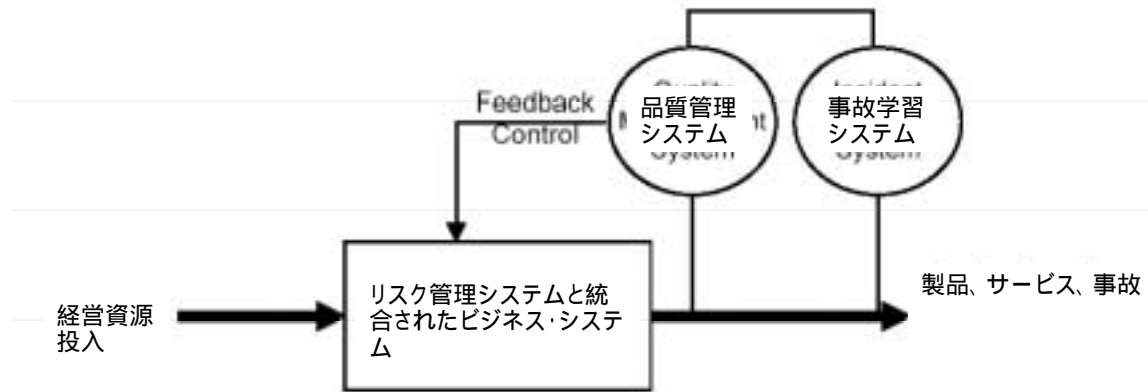 品質管理
システム
事故学習
システム
Feedback
Control
リスク管理システムと統
合されたビジネス・システ
ム
経営資源
投入
製品、サービス、事故